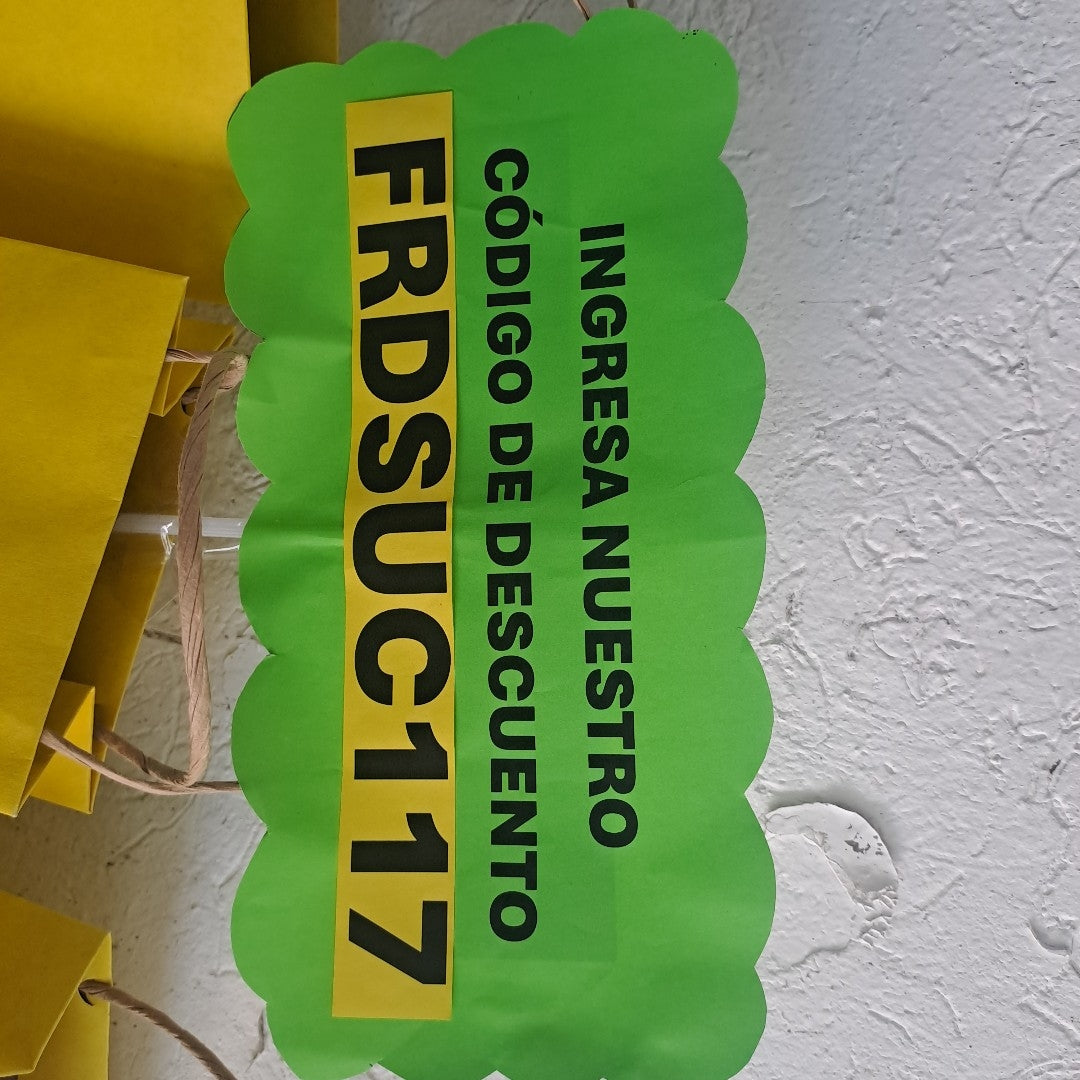 INGRESA NUESTRO
CÓDIGO DE DESCUENTO
FRDSUC117